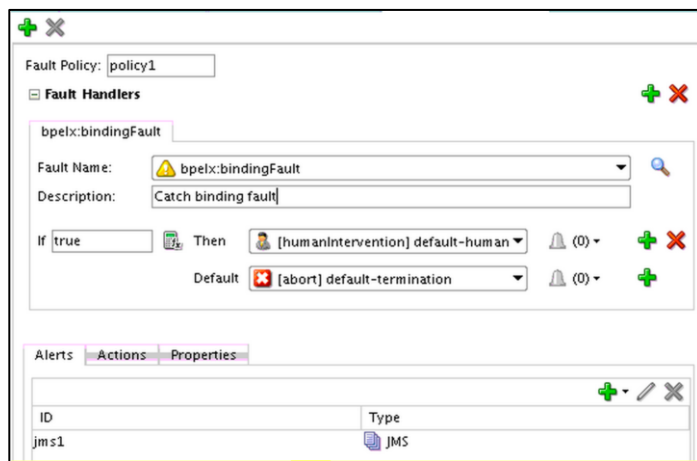 Fault Policy: policy1
Fault Handlers
bpelx:bindingFault
Fault Name: bpelx:bindingFault
Description: Catch binding fault
If true Then [humanIntervention] default-human (0)
Default [abort] default-termination (0)
Alerts Actions Properties
ID Type
jms1 JMS